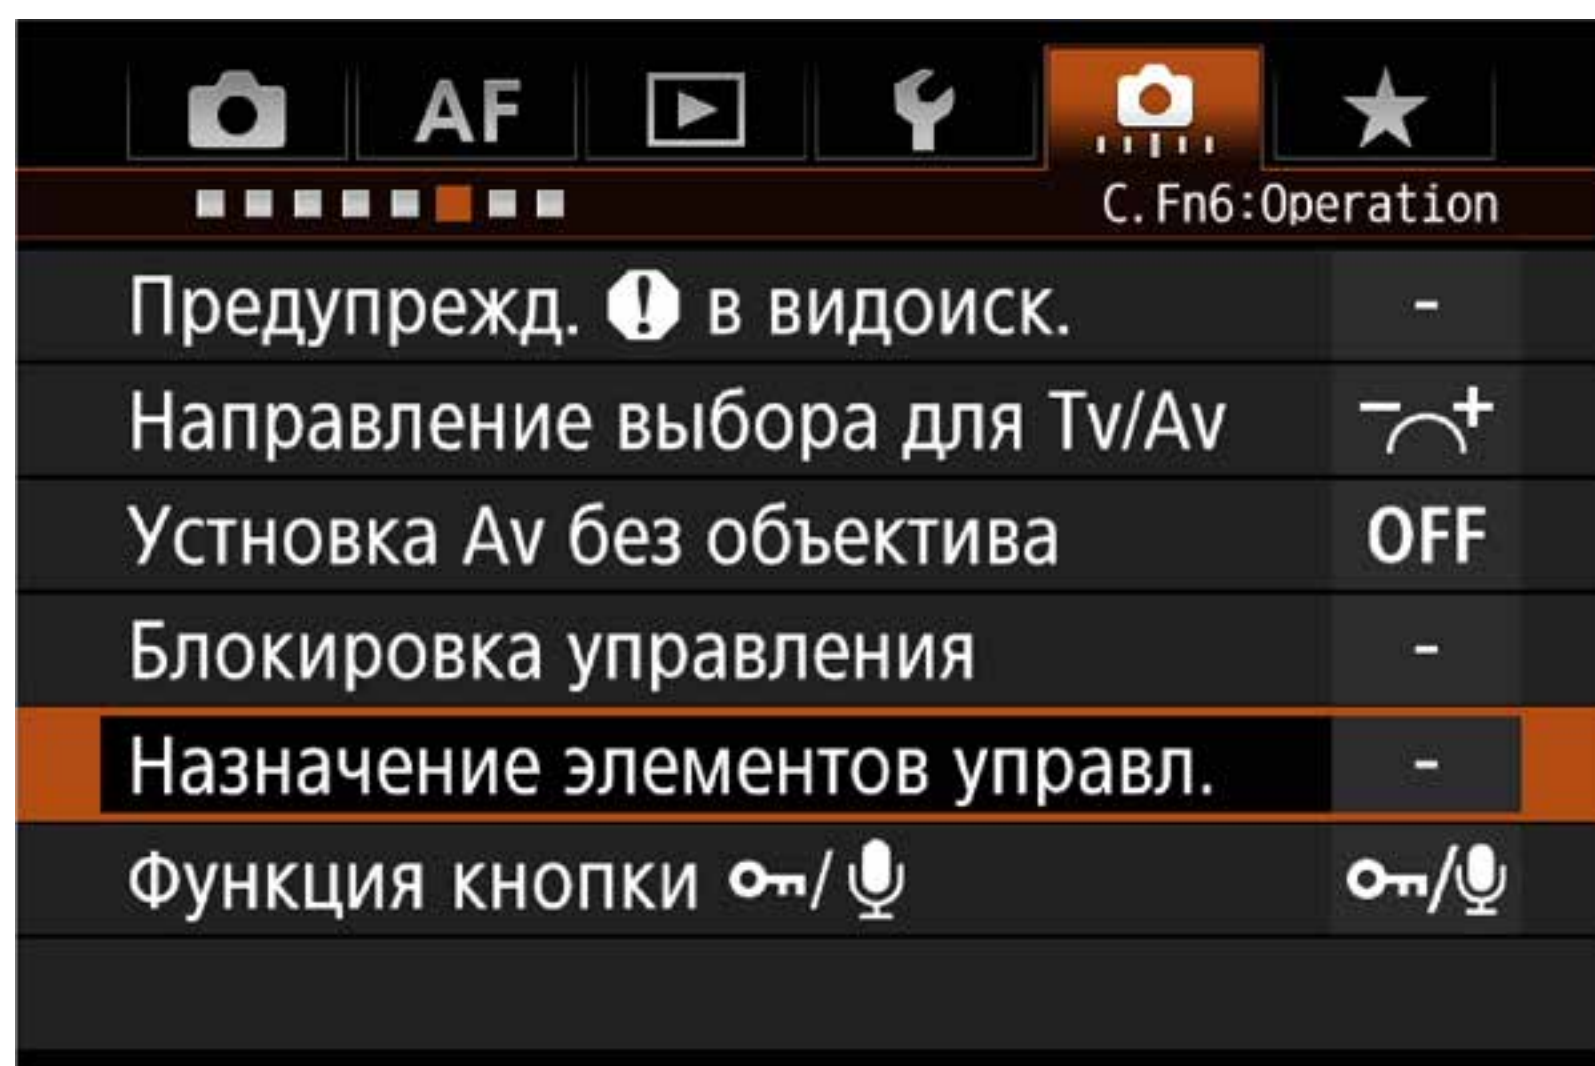 AF
C.Fn6:Operation
Предупрежд. ! в видоиск. -
Направление выбора для Tv/Av - +
Устновка Av без объектива OFF
Блокировка управления -
Назначение элементов управл. -
Функция кнопки / /